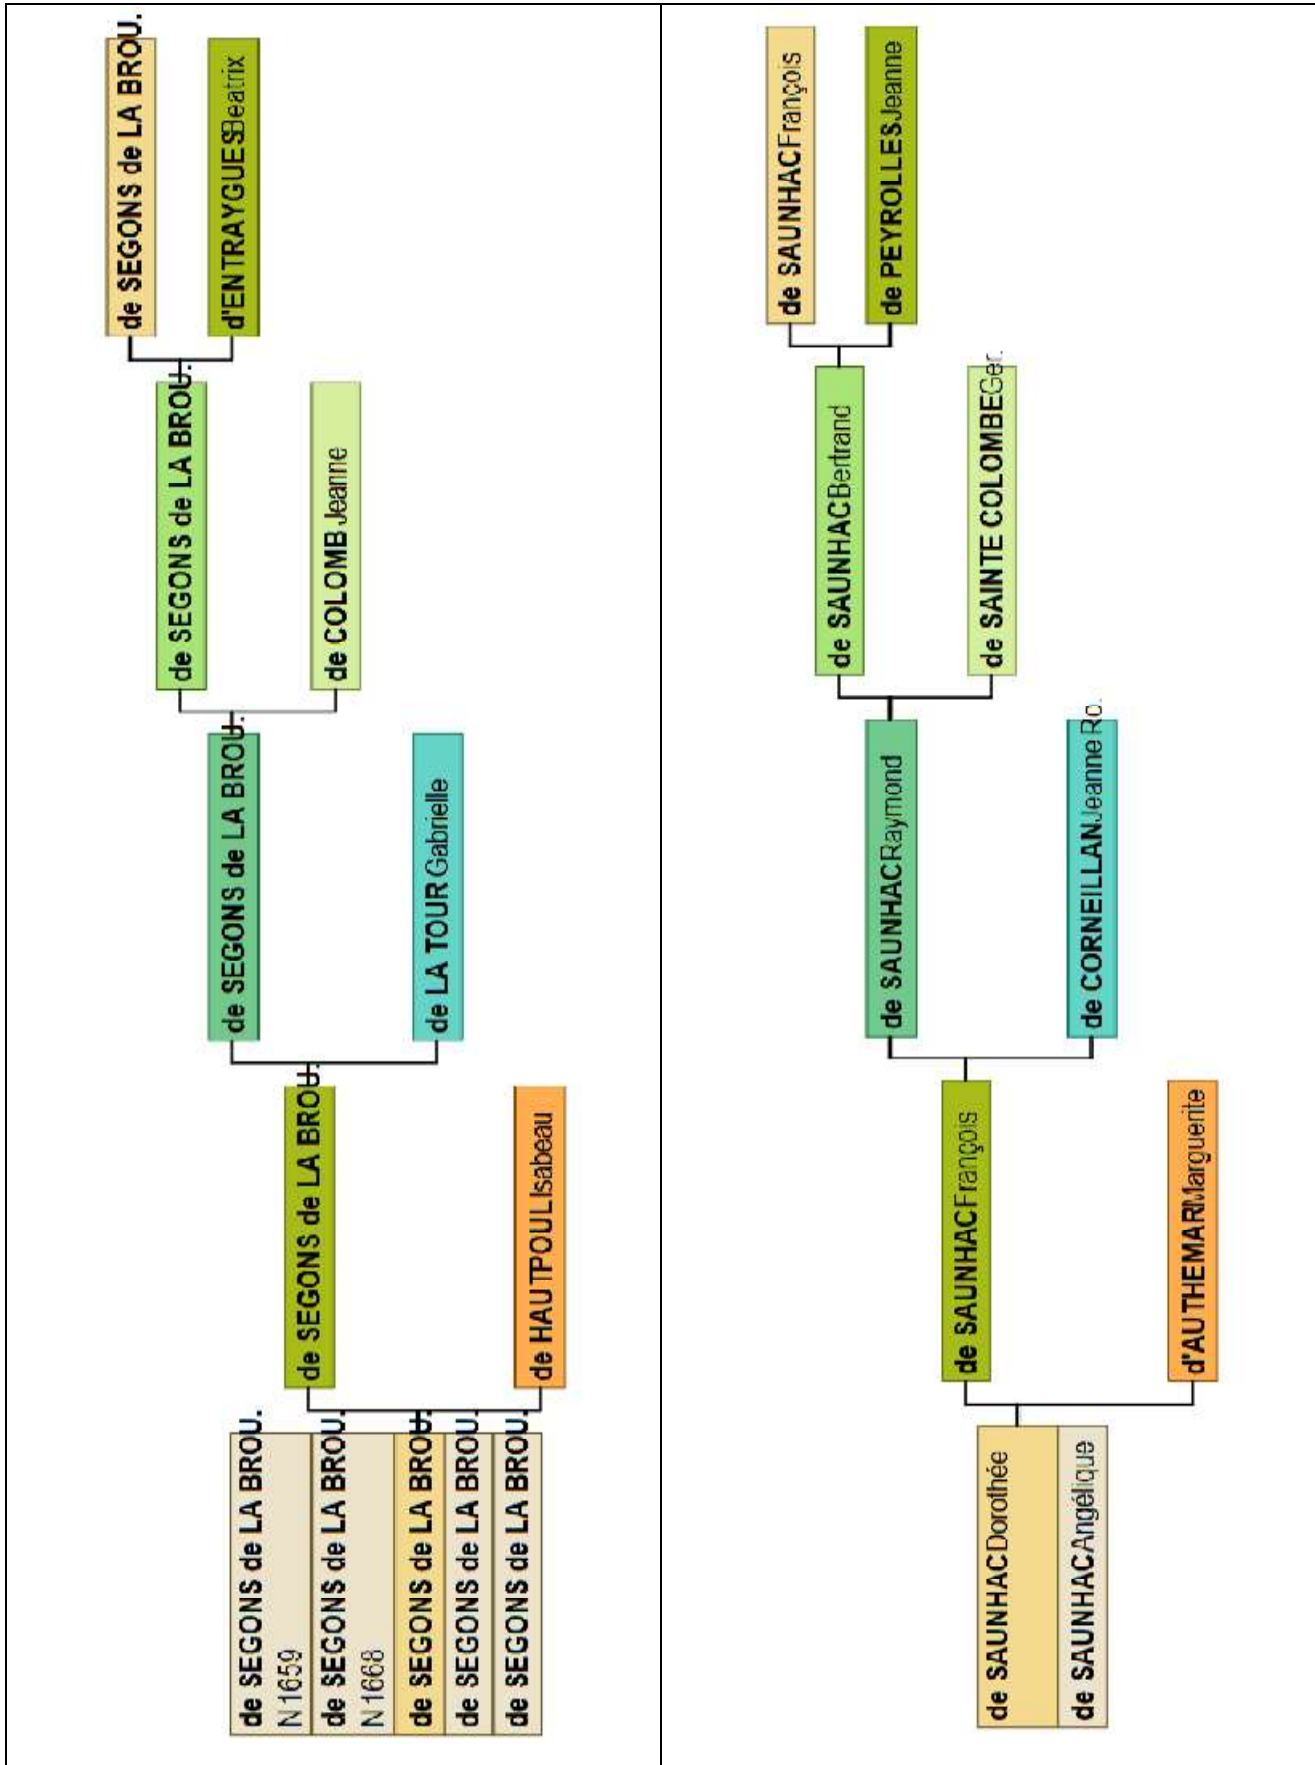 de SEGONS de LA BROU.
N 1659
de SEGONS de LA BROU.
N 1668
de SEGONS de LA BROU.
de SEGONS de LA BROU.
de SEGONS de LA BROU.
de SEGONS de LA BROU.
de HAUTPOUL Isabeau
de SEGONS de LA BROU.
de LA TOUR Gabrielle
de SEGONS de LA BROU.
de COLOMB Jeanne
de SEGONS de LA BROU.
d'ENTRAYGUES Beatrix
de SAUNHAC Dorothée
de SAUNHAC Angélique
de SAUNHAC François
d'AUTHEMAR Marguerite
de SAUNHAC Raymond
de CORNEILLAN Jeanne Ro.
de SAUNHAC Bertrand
de SAINTE COLOMBE Ger.
de SAUNHAC François
de PEYROLLES Jeanne